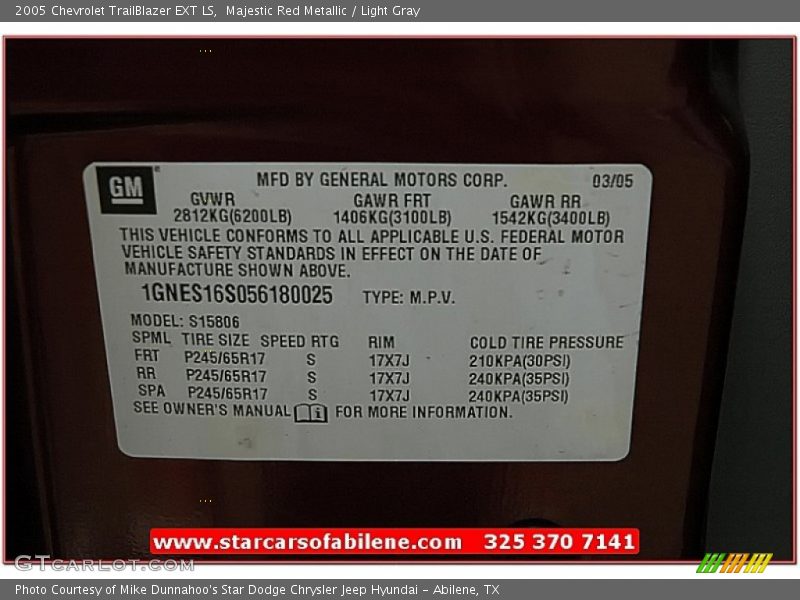 2005 Chevrolet TrailBlazer EXT LS,  Majestic Red Metallic / Light Gray
GM
MFD BY GENERAL MOTORS CORP. 03/05
GVWR GAWR FRT GAWR RR
2812KG(6200LB) 1406KG(3100LB) 1542KG(3400LB)
THIS VEHICLE CONFORMS TO ALL APPLICABLE U.S. FEDERAL MOTOR
VEHICLE SAFETY STANDARDS IN EFFECT ON THE DATE OF
MANUFACTURE SHOWN ABOVE.
1GNES16S056180025 TYPE: M.P.V.
MODEL: S15806
SPML TIRE SIZE SPEED RTG RIM COLD TIRE PRESSURE
FRT P245/65R17 S 17X7J 210KPA(30PSI)
RR P245/65R17 S 17X7J 240KPA(35PSI)
SPA P245/65R17 S 17X7J 240KPA(35PSI)
SEE OWNER'S MANUAL FOR MORE INFORMATION.
www.starcarsofabilene.com 325 370 7141
GTCarLot.com
Photo Courtesy of Mike Dunnahoo's Star Dodge Chrysler Jeep Hyundai - Abilene, TX